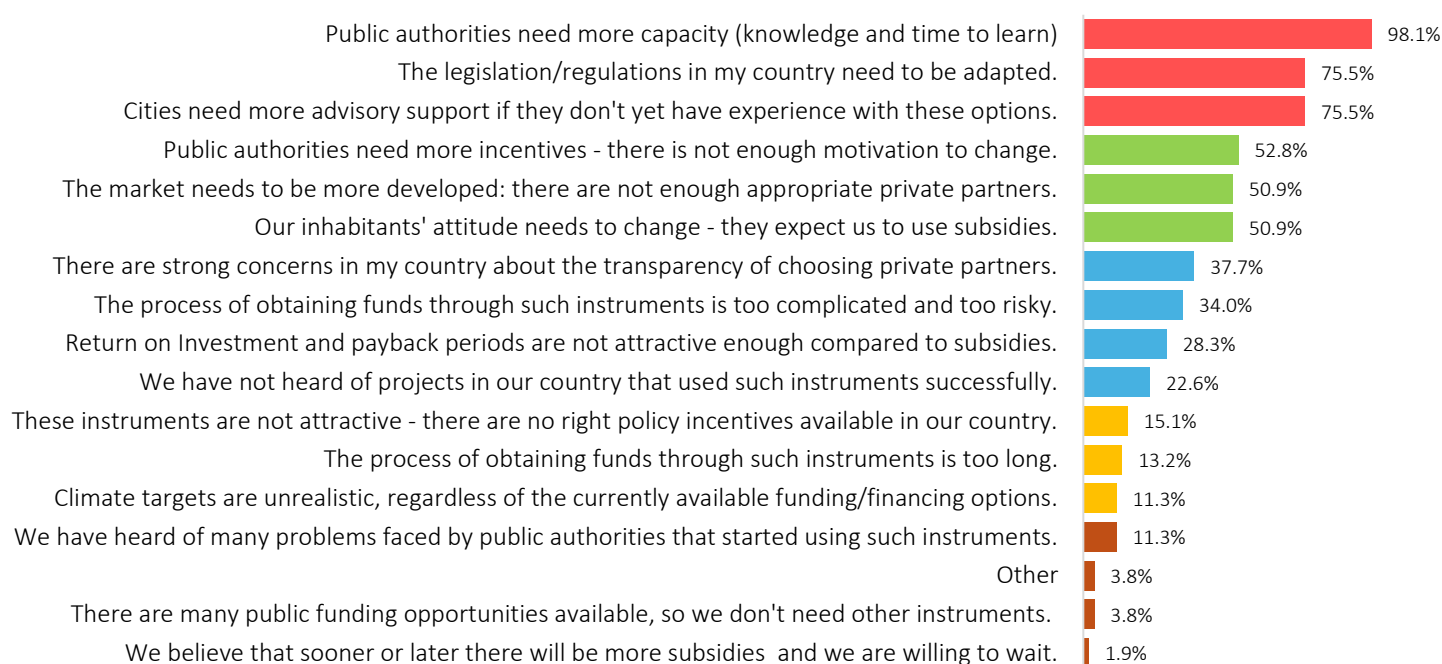 Public authorities need more capacity (knowledge and time to learn) 98.1%
The legislation/regulations in my country need to be adapted. 75.5%
Cities need more advisory support if they don't yet have experience with these options. 75.5%
Public authorities need more incentives - there is not enough motivation to change. 52.8%
The market needs to be more developed: there are not enough appropriate private partners. 50.9%
Our inhabitants' attitude needs to change - they expect us to use subsidies. 50.9%
There are strong concerns in my country about the transparency of choosing private partners. 37.7%
The process of obtaining funds through such instruments is too complicated and too risky. 34.0%
Return on Investment and payback periods are not attractive enough compared to subsidies. 28.3%
We have not heard of projects in our country that used such instruments successfully. 22.6%
These instruments are not attractive - there are no right policy incentives available in our country. 15.1%
The process of obtaining funds through such instruments is too long. 13.2%
Climate targets are unrealistic, regardless of the currently available funding/financing options. 11.3%
We have heard of many problems faced by public authorities that started using such instruments. 11.3%
Other 3.8%
There are many public funding opportunities available, so we don't need other instruments. 3.8%
We believe that sooner or later there will be more subsidies and we are willing to wait. 1.9%